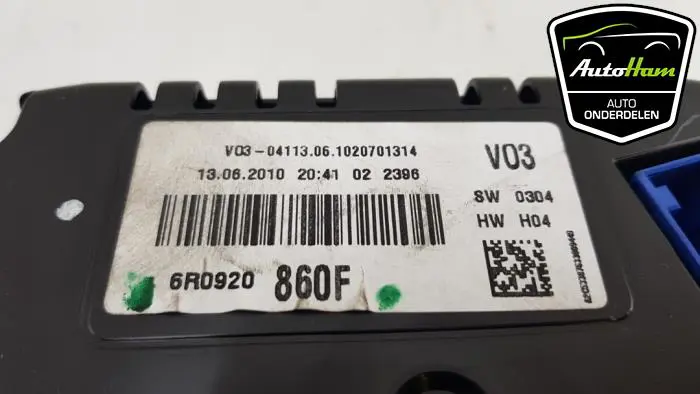 AutoHam
AUTO
ONDERDELEN
V03-04113.06.1020701314
13.06.2010 20:41 02 2396
V03
SW 0304
HW H04
6R0920 860F